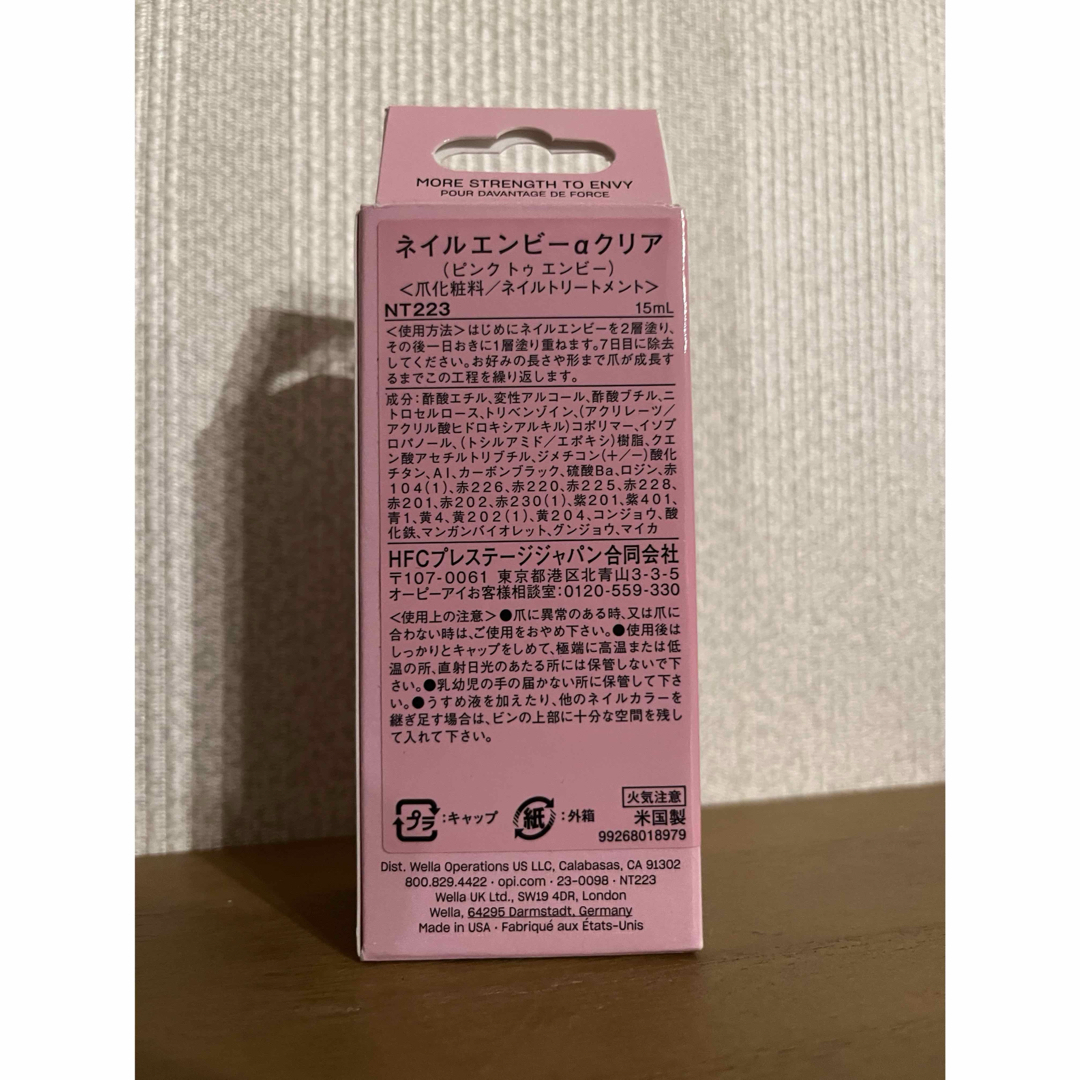 MORE STRENGTH TO ENVY
POUR DAVANTAGE DE FORCE
ネイルエンビーαクリア
(ピンク トゥ エンビー)
<爪化粧料/ネイルトリートメント>
NT223 15mL
<使用方法>はじめにネイルエンビーを2層塗り、
その後一日おきに1層塗り重ねます。7日目に除去
してください。お好みの長さや形まで爪が成長す
るまでこの工程を繰り返します。
成分:酢酸エチル、変性アルコール、酢酸ブチル、ニ
トロセルロース、トリベンゾイン、(アクリレーツ/
アクリル酸ヒドロキシアルキル)コポリマー、イソプ
ロパノール、(トシルアミド/エポキシ)樹脂、クエ
ン酸アセチルトリブチル、ジメチコン(+/-)酸化
チタン、Al、カーボンブラック、硫酸Ba、ロジン、赤
104(1)、赤226、赤220、赤225、赤228、
赤201、赤202、赤230(1)、紫201、紫401、
青1、黄4、黄202(1)、黄204、コンジョウ、酸
化鉄、マンガンバイオレット、グンジョウ、マイカ
HFCプレステージジャパン合同会社
〒107-0061 東京都港区北青山3-3-5
オーピーアイお客様相談室:0120-559-330
<使用上の注意>●爪に異常のある時、又は爪に
合わない時は、ご使用をおやめ下さい。●使用後は
しっかりとキャップをしめて、極端に高温または低
温の所、直射日光のあたる所には保管しないで下
さい。●乳幼児の手の届かない所に保管して下さ
い。●うすめ液を加えたり、他のネイルカラーを
継ぎ足す場合は、ビンの上部に十分な空間を残し
て入れて下さい。
プラ:キャップ 紙:外箱 火気注意
米国製
99268018979
Dist. Wella Operations US LLC, Calabasas, CA 91302
800.829.4422 · opi.com · 23-0098 · NT223
Wella UK Ltd., SW19 4DR, London
Wella, 64295 Darmstadt, Germany
Made in USA · Fabriqué aux États-Unis